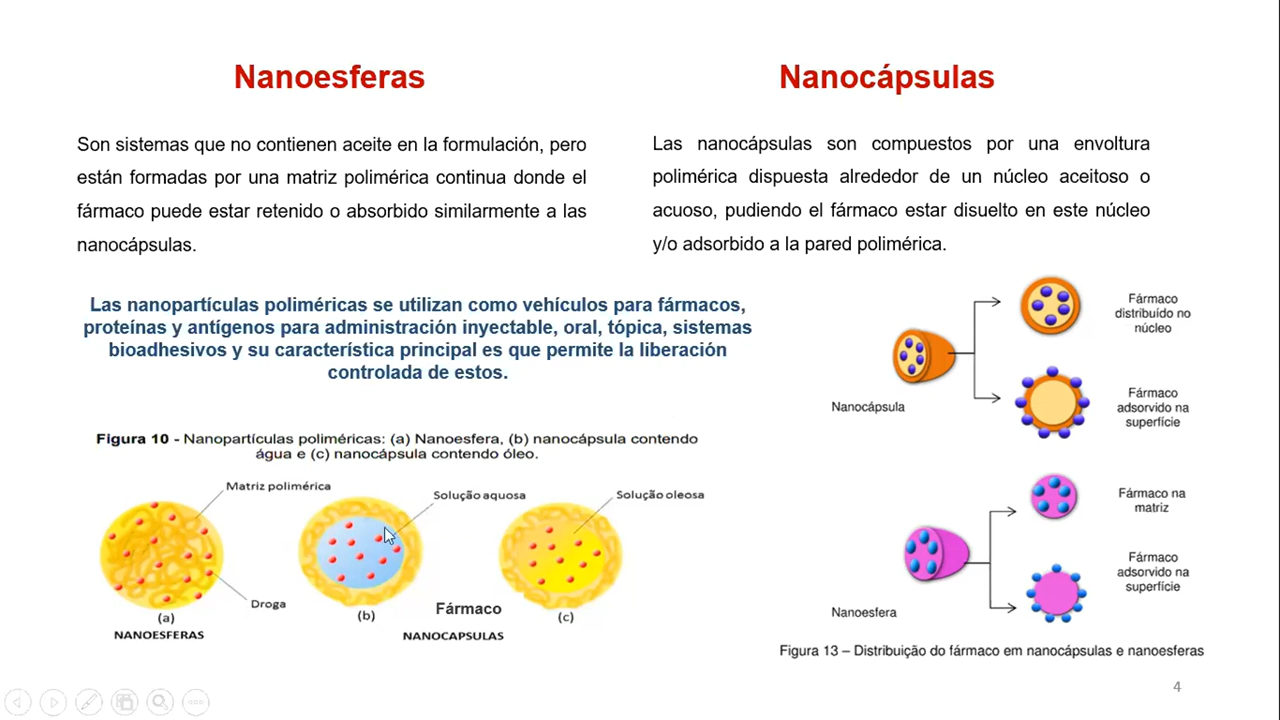 Nanoesferas
Son sistemas que no contienen aceite en la formulación, pero
están formadas por una matriz polimérica continua donde el
fármaco puede estar retenido o absorbido similarmente a las
nanocápsulas.
Nanocápsulas
Las nanocápsulas son compuestos por una envoltura
polimérica dispuesta alrededor de un núcleo aceitoso o
acuoso, pudiendo el fármaco estar disuelto en este núcleo
y/o adsorbido a la pared polimérica.
Las nanopartículas poliméricas se utilizan como vehículos para fármacos,
proteínas y antígenos para administración inyectable, oral, tópica, sistemas
bioadhesivos y su característica principal es que permite la liberación
controlada de estos.
Figura 10 - Nanopartículas poliméricas: (a) Nanoesfera, (b) nanocápsula contendo
água e (c) nanocápsula contendo óleo.
Matriz polimérica
Solução aquosa
Solução oleosa
Droga
(a)
NANOESFERAS
(b)
Fármaco
NANOCAPSULAS
(c)
Nanocápsula
Fármaco
distribuído no
núcleo
Fármaco
adsorvido na
superfície
Nanoesfera
Fármaco na
matriz
Fármaco
adsorvido na
superfície
Figura 13 – Distribuição do fármaco em nanocápsulas e nanoesferas
4